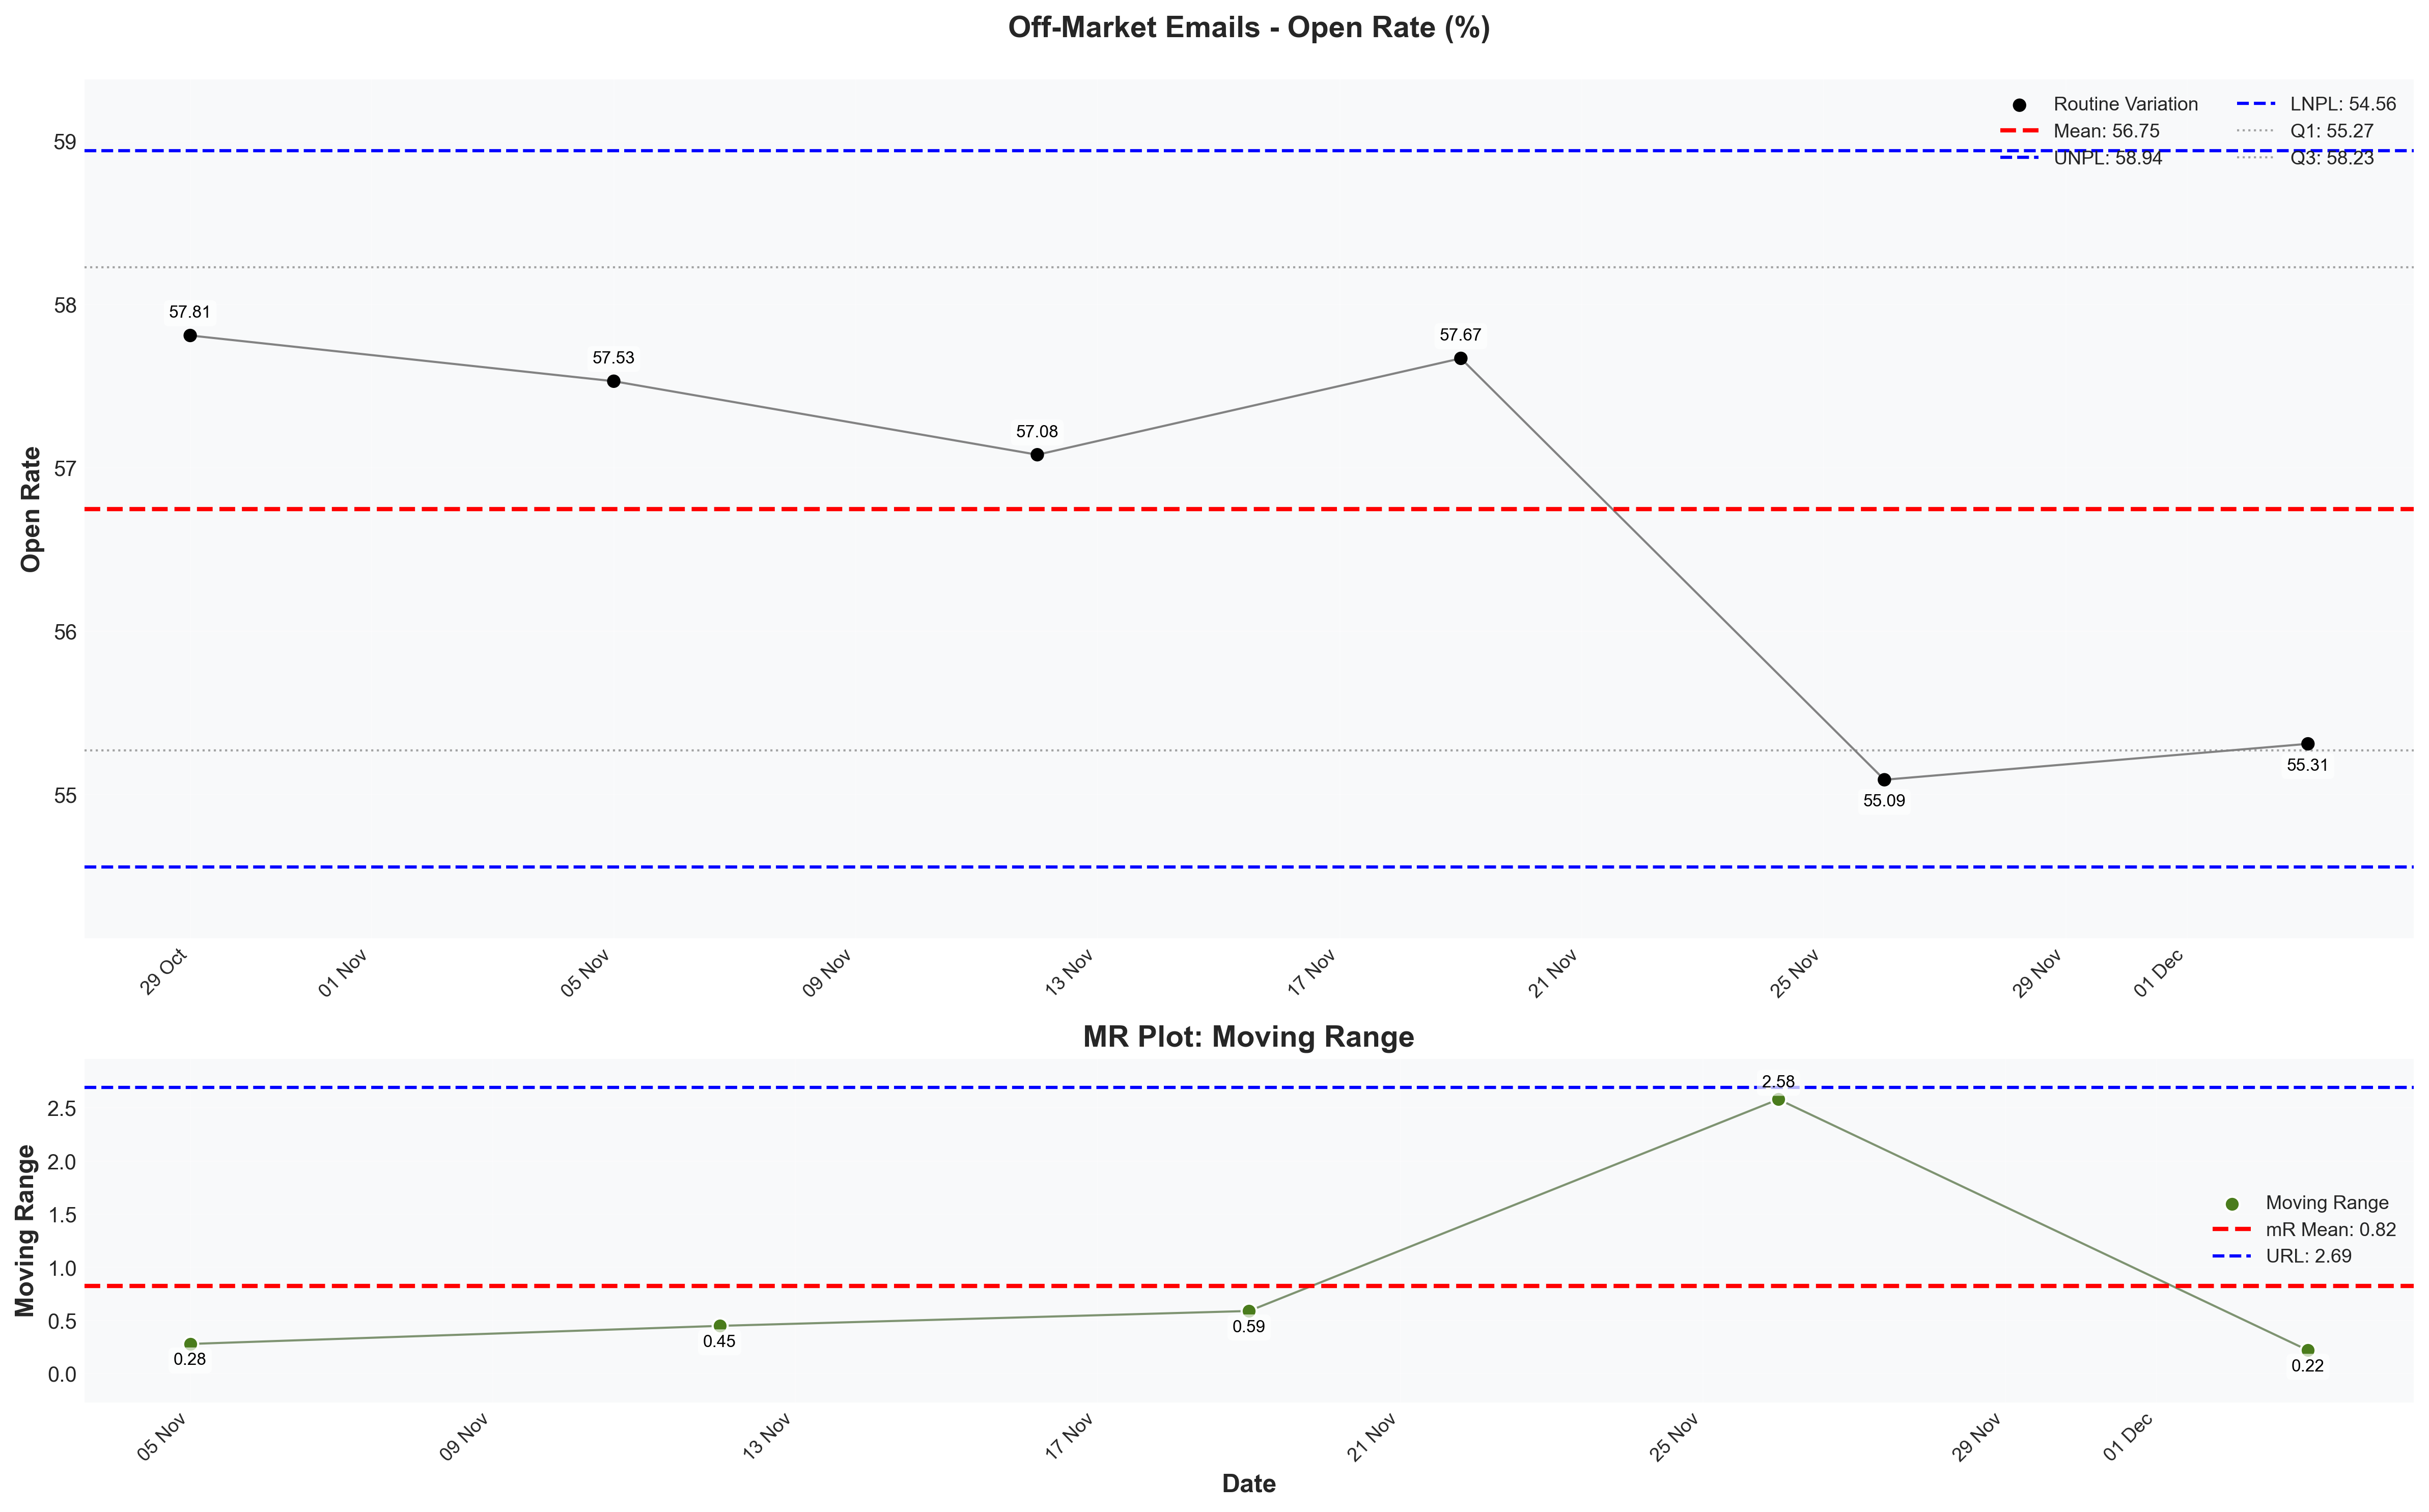 Off-Market Emails - Open Rate (%)
Routine Variation
Mean: 56.75
UNPL: 58.94
LNPL: 54.56
Q1: 55.27
Q3: 58.23
Open Rate
59
58
57
56
55
57.81
57.53
57.08
57.67
55.09
55.31
29 Oct
01 Nov
05 Nov
09 Nov
13 Nov
17 Nov
21 Nov
25 Nov
29 Nov
01 Dec
MR Plot: Moving Range
Moving Range
2.5
2.0
1.5
1.0
0.5
0.0
0.28
0.45
0.59
2.58
0.22
Moving Range
mR Mean: 0.82
URL: 2.69
05 Nov
09 Nov
13 Nov
17 Nov
21 Nov
25 Nov
29 Nov
01 Dec
Date